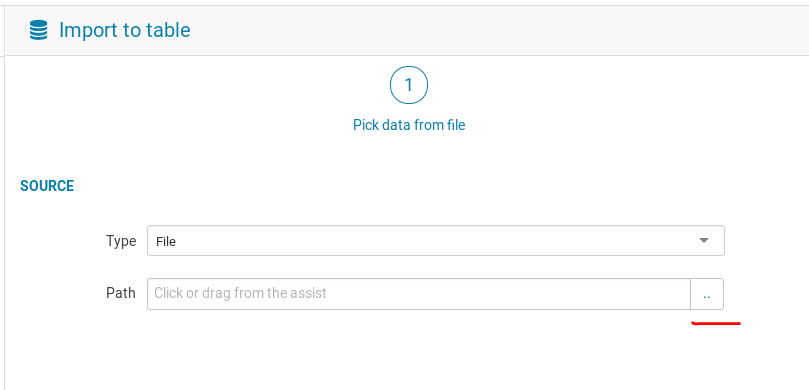 Import to table
1
Pick data from file
SOURCE
Type File
Path Click or drag from the assist ..